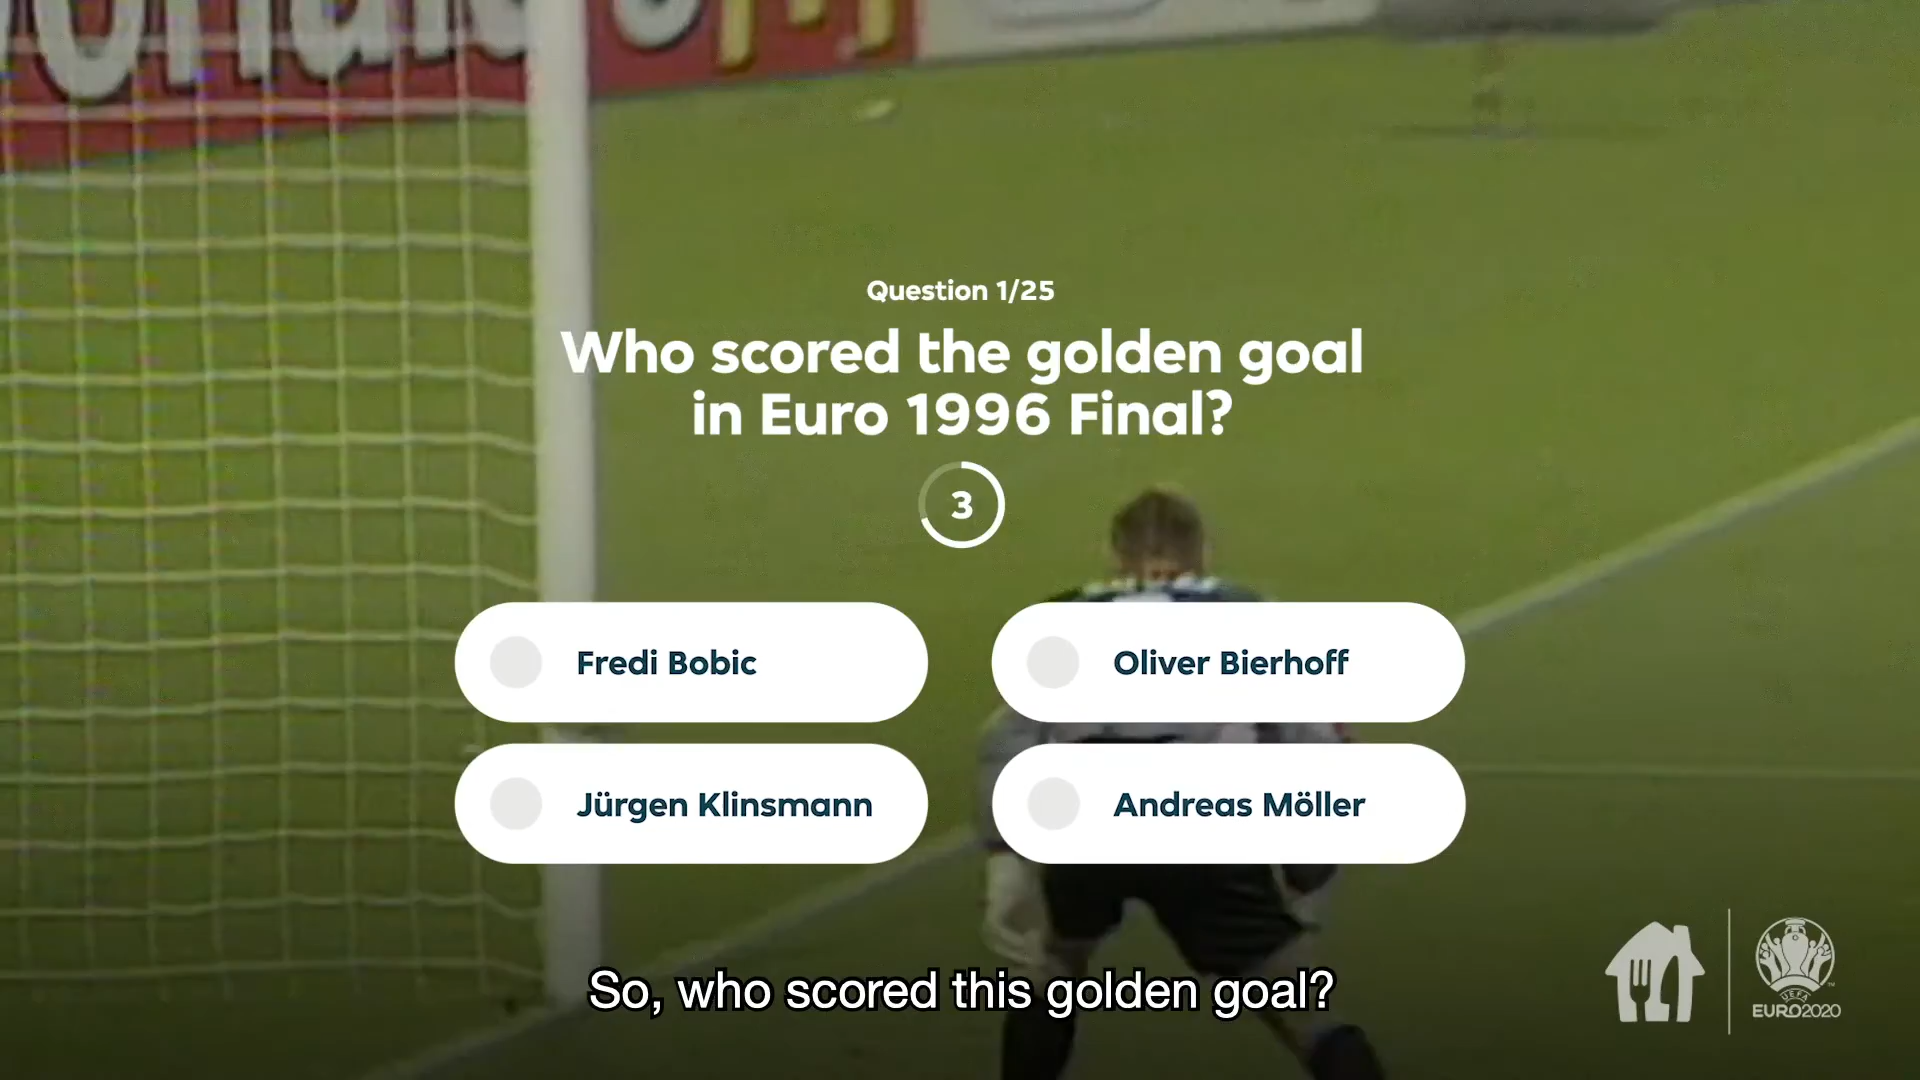 Question 1/25
Who scored the golden goal
in Euro 1996 Final?
3
Fredi Bobic
Oliver Bierhoff
Jürgen Klinsmann
Andreas Möller
So, who scored this golden goal?
UEFA
EURO2020